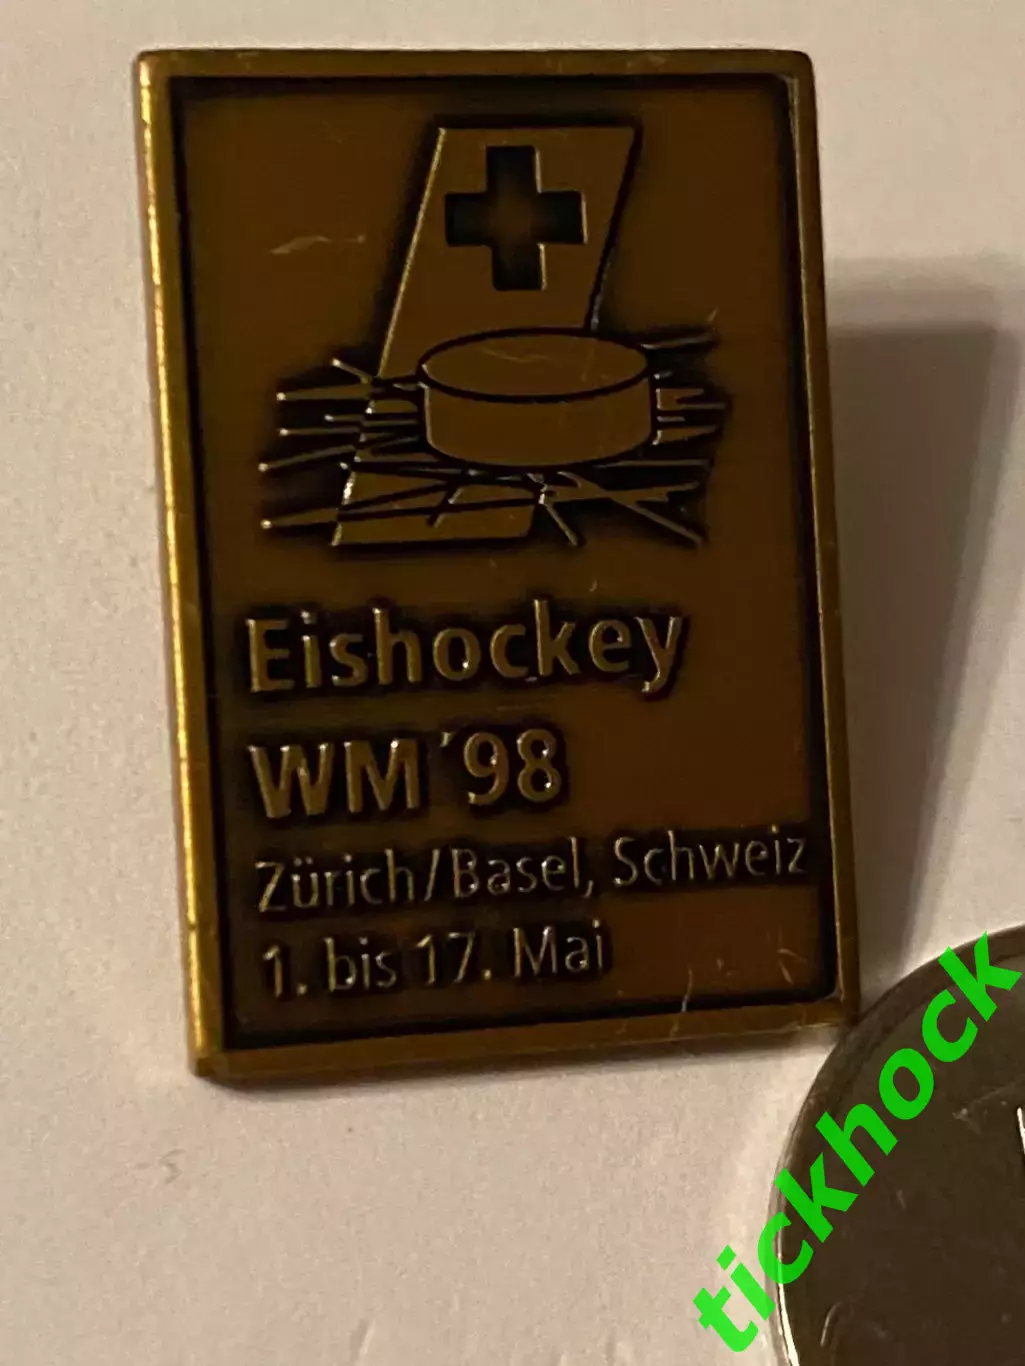 Eishockey
WM '98
Zürich/Basel, Schweiz
1. bis 17. Mai
tickhock